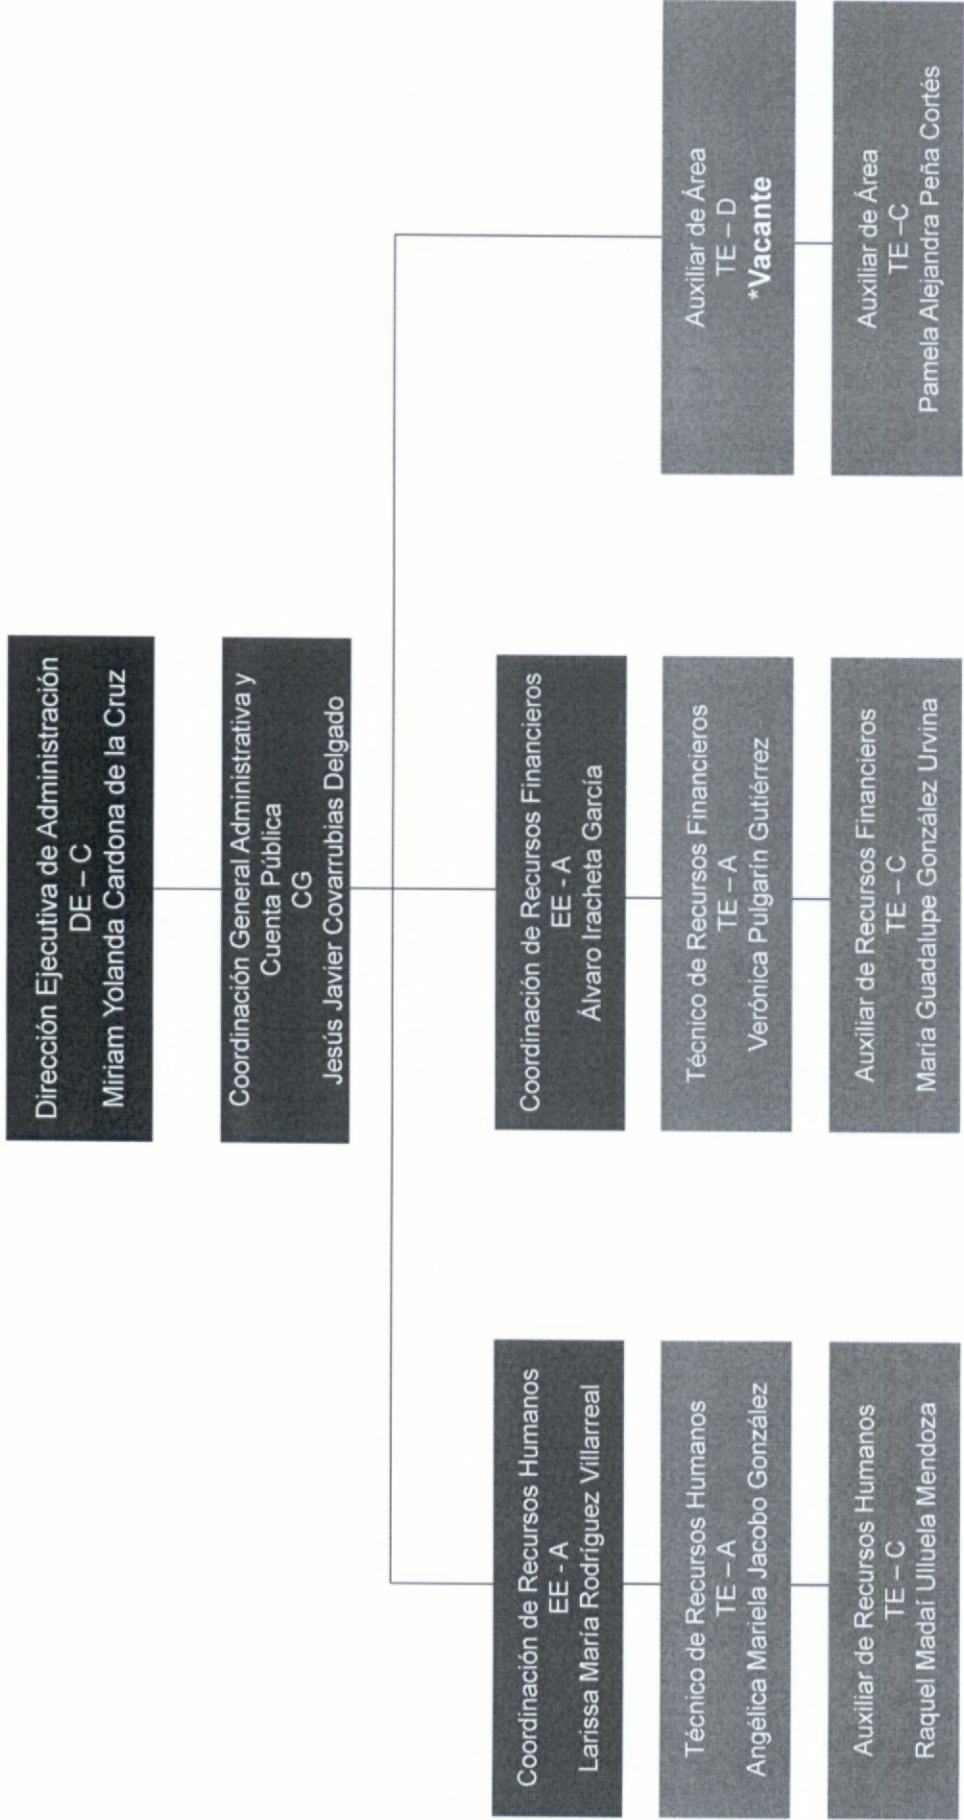 Dirección Ejecutiva de Administración
DE – C
Miriam Yolanda Cardona de la Cruz
Coordinación General Administrativa y
Cuenta Pública
CG
Jesús Javier Covarrubias Delgado
Coordinación de Recursos Humanos
EE - A
Larissa María Rodríguez Villarreal
Técnico de Recursos Humanos
TE – A
Angélica Mariela Jacobo González
Auxiliar de Recursos Humanos
TE – C
Raquel Madaí Ulluela Mendoza
Coordinación de Recursos Financieros
EE - A
Álvaro Iracheta García
Técnico de Recursos Financieros
TE – A
Verónica Pulgarín Gutiérrez
Auxiliar de Recursos Financieros
TE – C
María Guadalupe González Urvina
Auxiliar de Área
TE – D
*Vacante
Auxiliar de Área
TE –C
Pamela Alejandra Peña Cortés